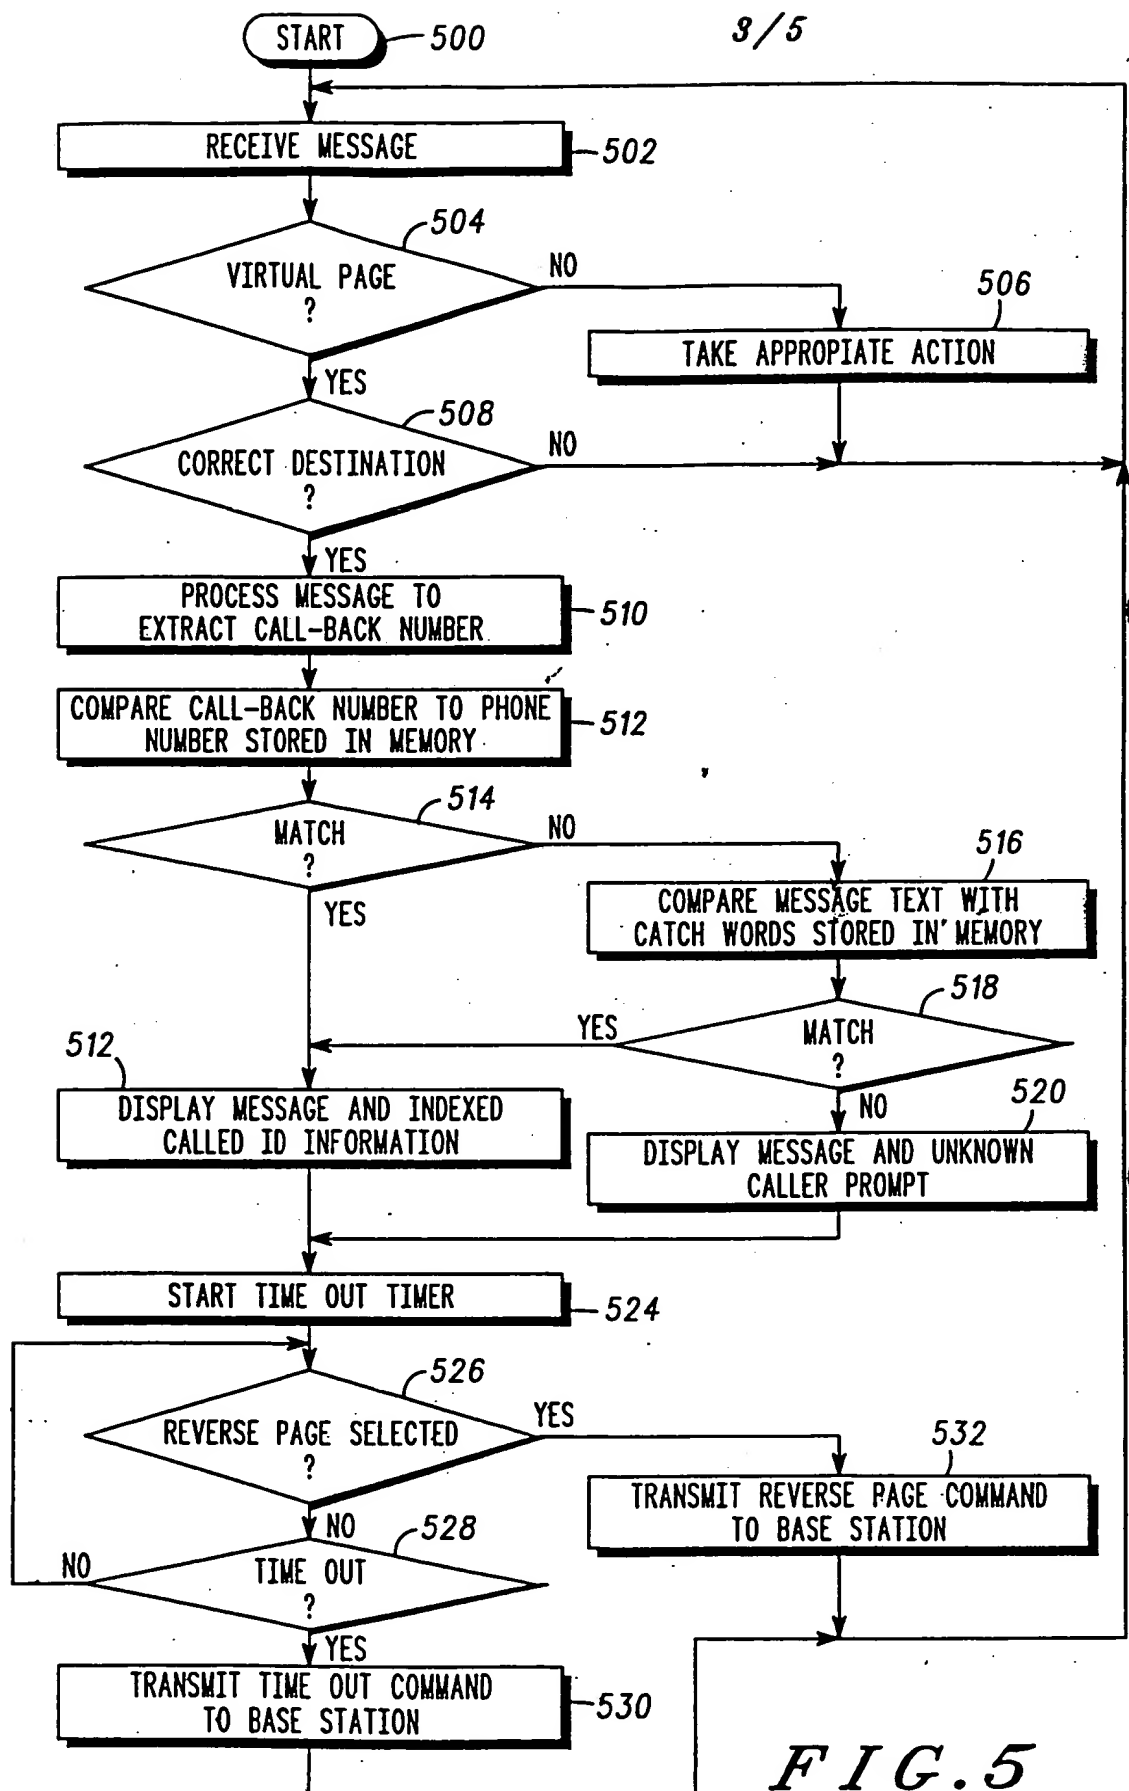 3/5
START
500
RECEIVE MESSAGE
502
504
VIRTUAL PAGE
?
NO
YES
506
TAKE APPROPIATE ACTION
508
CORRECT DESTINATION
?
NO
YES
PROCESS MESSAGE TO
EXTRACT CALL-BACK NUMBER
510
COMPARE CALL-BACK NUMBER TO PHONE
NUMBER STORED IN MEMORY
512
514
MATCH
?
NO
YES
516
COMPARE MESSAGE TEXT WITH
CATCH WORDS STORED IN MEMORY
518
MATCH
?
YES
NO
512
DISPLAY MESSAGE AND INDEXED
CALLED ID INFORMATION
520
DISPLAY MESSAGE AND UNKNOWN
CALLER PROMPT
START TIME OUT TIMER
524
526
REVERSE PAGE SELECTED
?
YES
NO
532
TRANSMIT REVERSE PAGE COMMAND
TO BASE STATION
528
TIME OUT
?
NO
YES
TRANSMIT TIME OUT COMMAND
TO BASE STATION
530
FIG.5